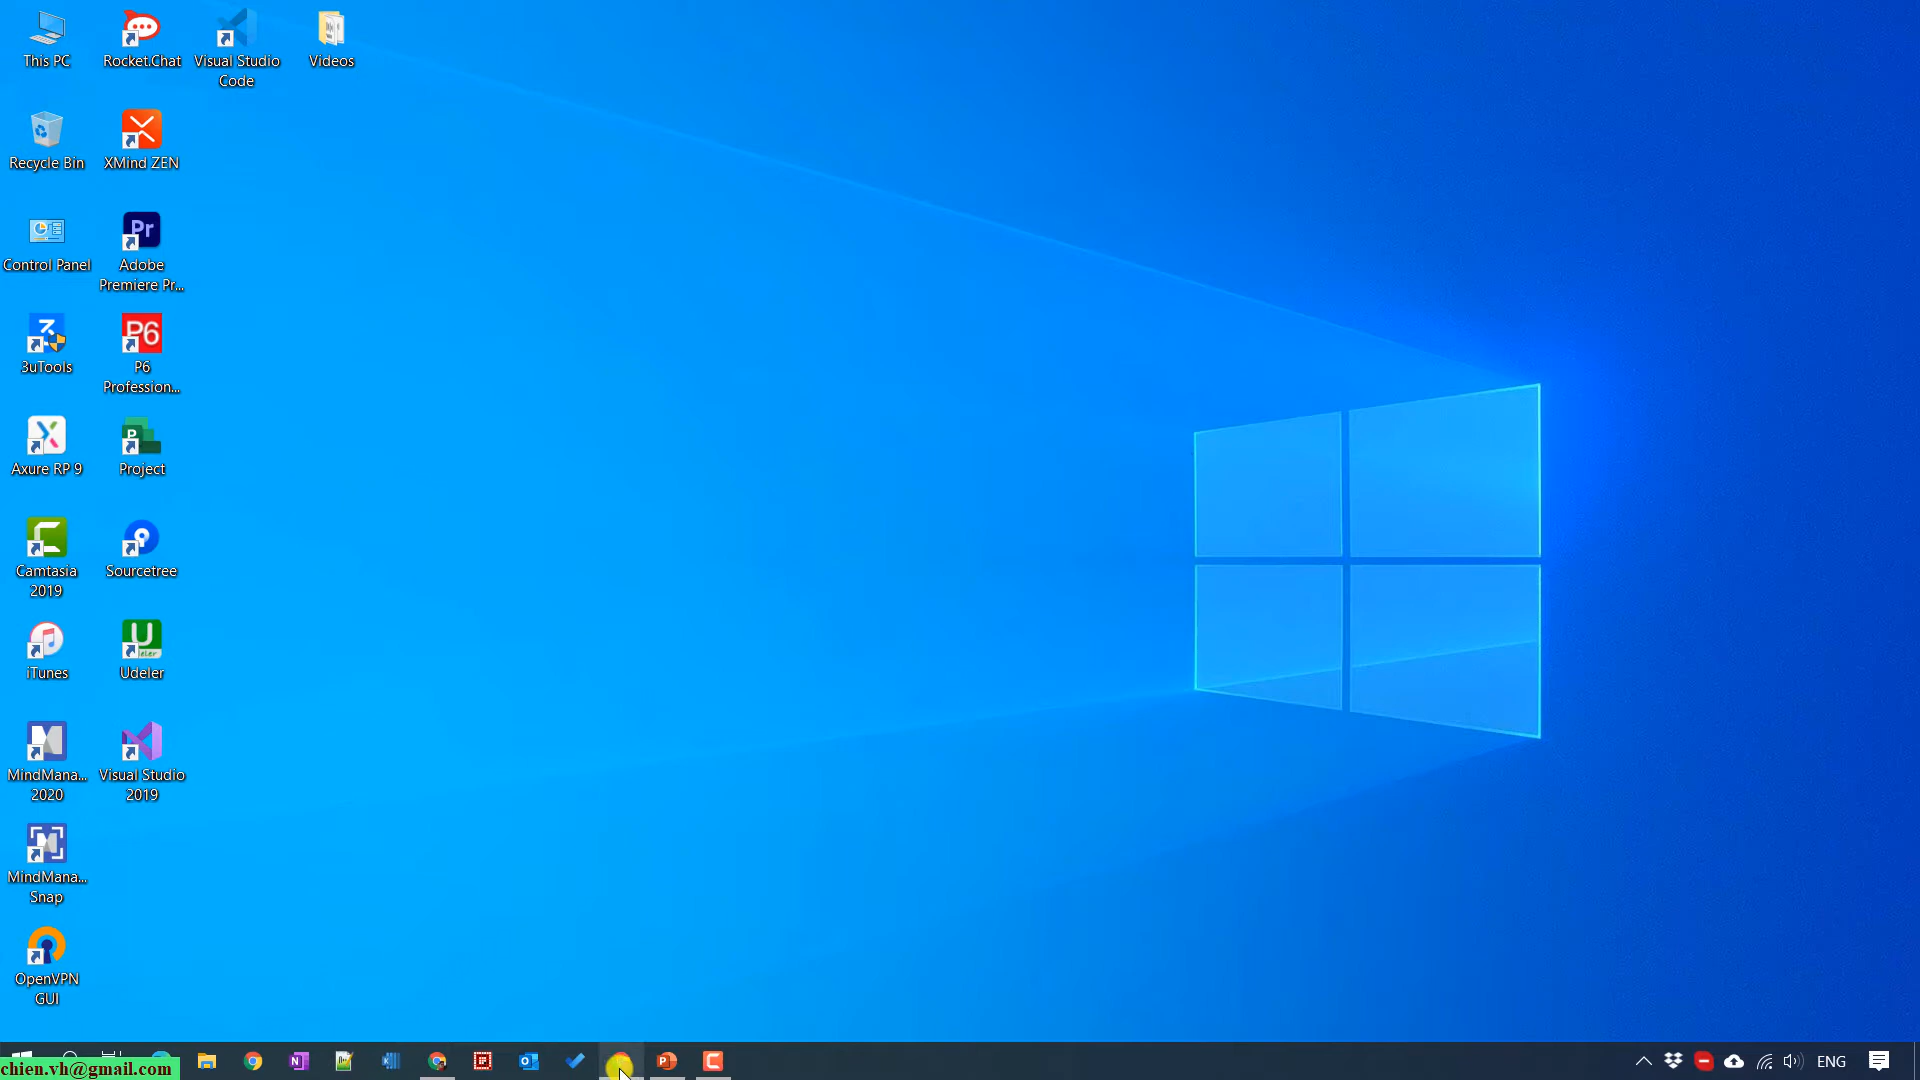 This PC
Rocket.Chat
Visual Studio
Code
Videos
Recycle Bin
XMind ZEN
Control Panel
Pr
Adobe
Premiere Pr...
3uTools
P6
P6
Profession...
Axure RP 9
Project
Camtasia
2019
Sourcetree
iTunes
Udeler
MindMana...
2020
Visual Studio
2019
MindMana...
Snap
OpenVPN
GUI
chien.vh@gmail.com
ENG